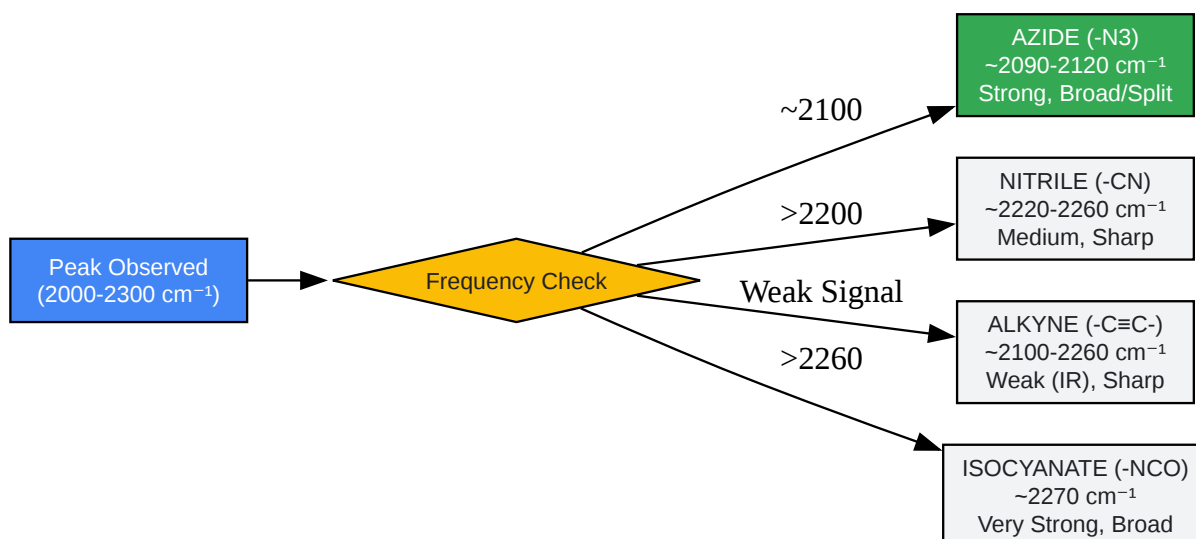 Peak Observed
(2000-2300 cm⁻¹)
Frequency Check
~2100
>2200
Weak Signal
>2260
AZIDE (-N3)
~2090-2120 cm⁻¹
Strong, Broad/Split
NITRILE (-CN)
~2220-2260 cm⁻¹
Medium, Sharp
ALKYNE (-C≡C-)
~2100-2260 cm⁻¹
Weak (IR), Sharp
ISOCYANATE (-NCO)
~2270 cm⁻¹
Very Strong, Broad